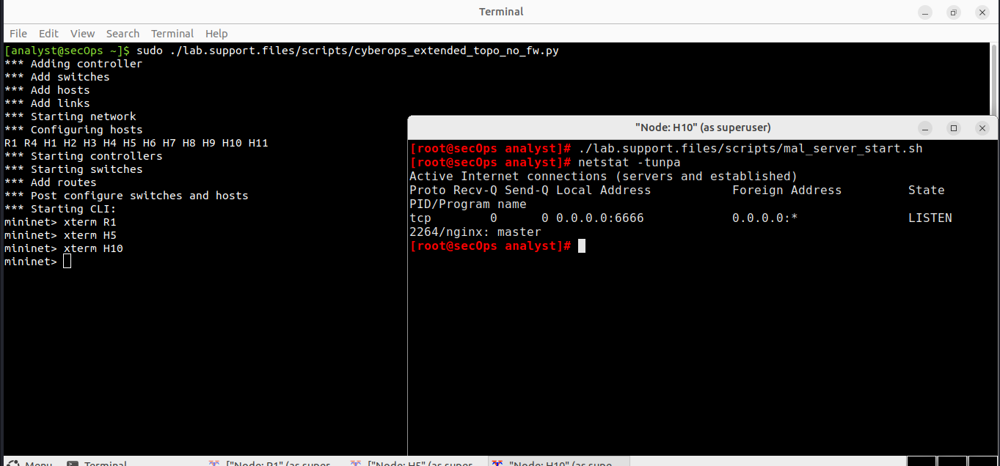 Terminal
File Edit View Search Terminal Help
[analyst@secOps ~]$ sudo ./lab.support.files/scripts/cyberops_extended_topo_no_fw.py
*** Adding controller
*** Add switches
*** Add hosts
*** Add links
*** Starting network
*** Configuring hosts
R1 R4 H1 H2 H3 H4 H5 H6 H7 H8 H9 H10 H11
*** Starting controllers
*** Starting switches
*** Add routes
*** Post configure switches and hosts
*** Starting CLI:
mininet> xterm R1
mininet> xterm H5
mininet> xterm H10
mininet>
"Node: H10" (as superuser)
[root@secOps analyst]# ./lab.support.files/scripts/mal_server_start.sh
[root@secOps analyst]# netstat -tunpa
Active Internet connections (servers and established)
Proto Recv-Q Send-Q Local Address           Foreign Address         State
PID/Program name
tcp        0      0 0.0.0.0:6666            0.0.0.0:*               LISTEN
2264/nginx: master
[root@secOps analyst]#
Menu Terminal ["Node: R1" (as super ["Node: H5" (as super "Node: H10" (as supe